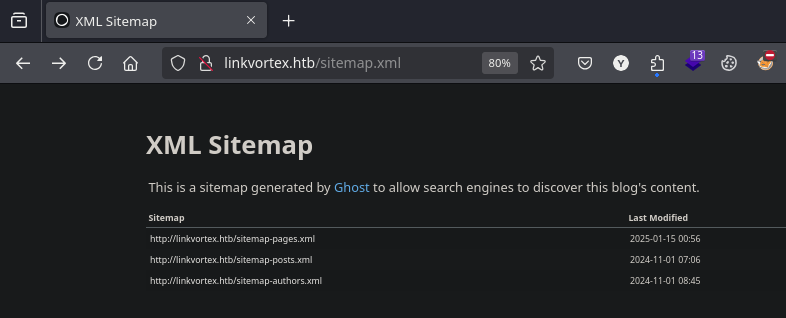 XML Sitemap
linkvortex.htb/sitemap.xml 80% Y 13
XML Sitemap
This is a sitemap generated by Ghost to allow search engines to discover this blog's content.
Sitemap Last Modified
http://linkvortex.htb/sitemap-pages.xml 2025-01-15 00:56
http://linkvortex.htb/sitemap-posts.xml 2024-11-01 07:06
http://linkvortex.htb/sitemap-authors.xml 2024-11-01 08:45